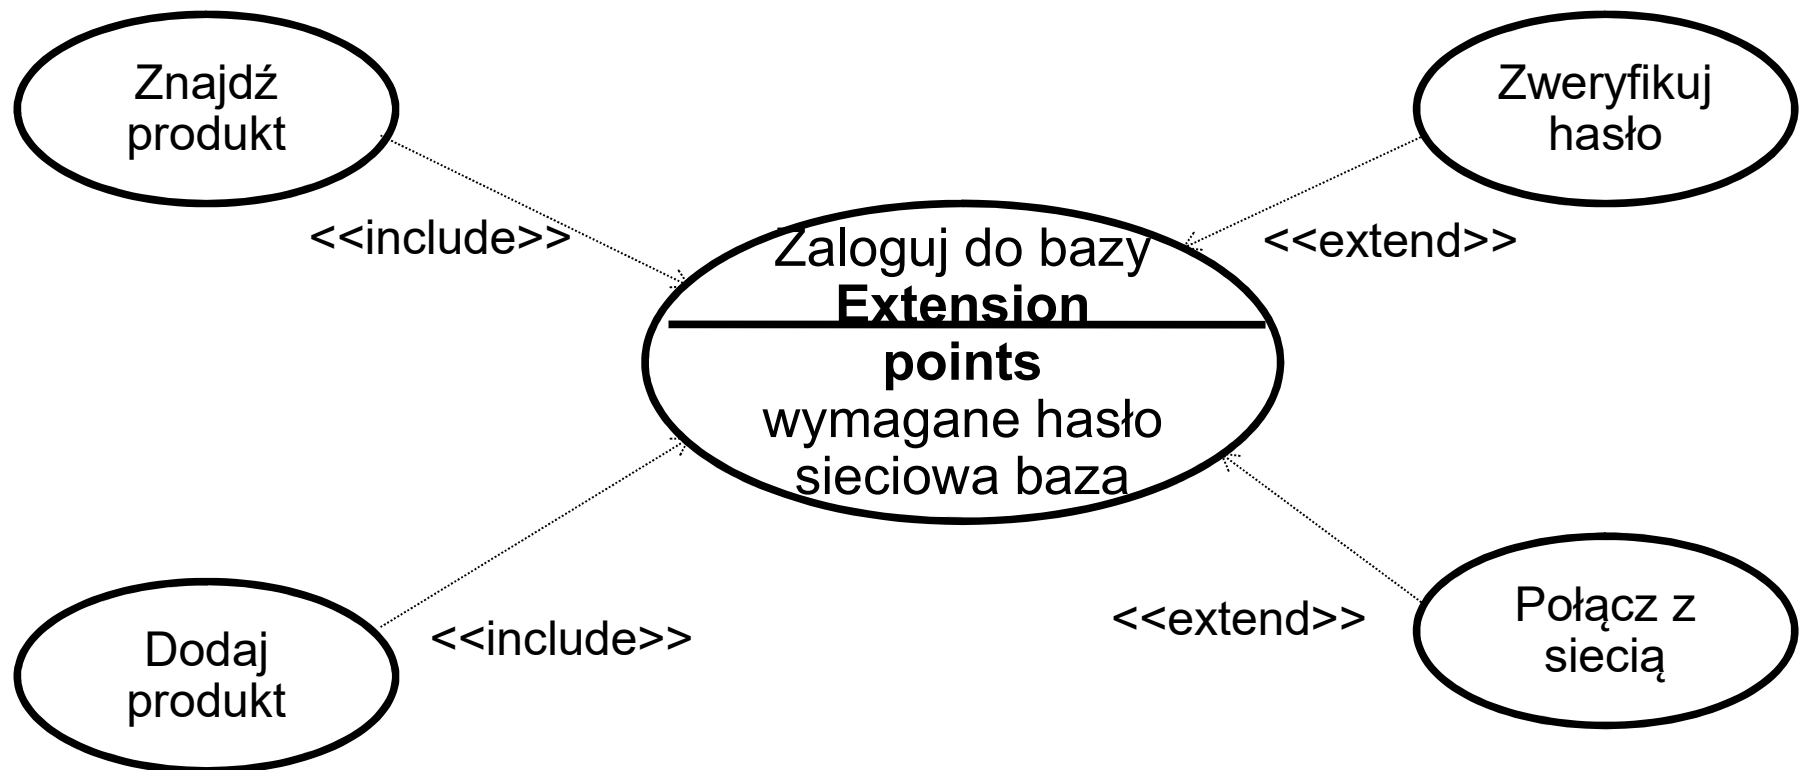 Znajdź
produkt
Zweryfikuj
hasło
<<include>>
<<extend>>
Zaloguj do bazy
Extension
points
wymagane hasło
sieciowa baza
Dodaj
produkt
<<include>>
<<extend>>
Połącz z
siecią